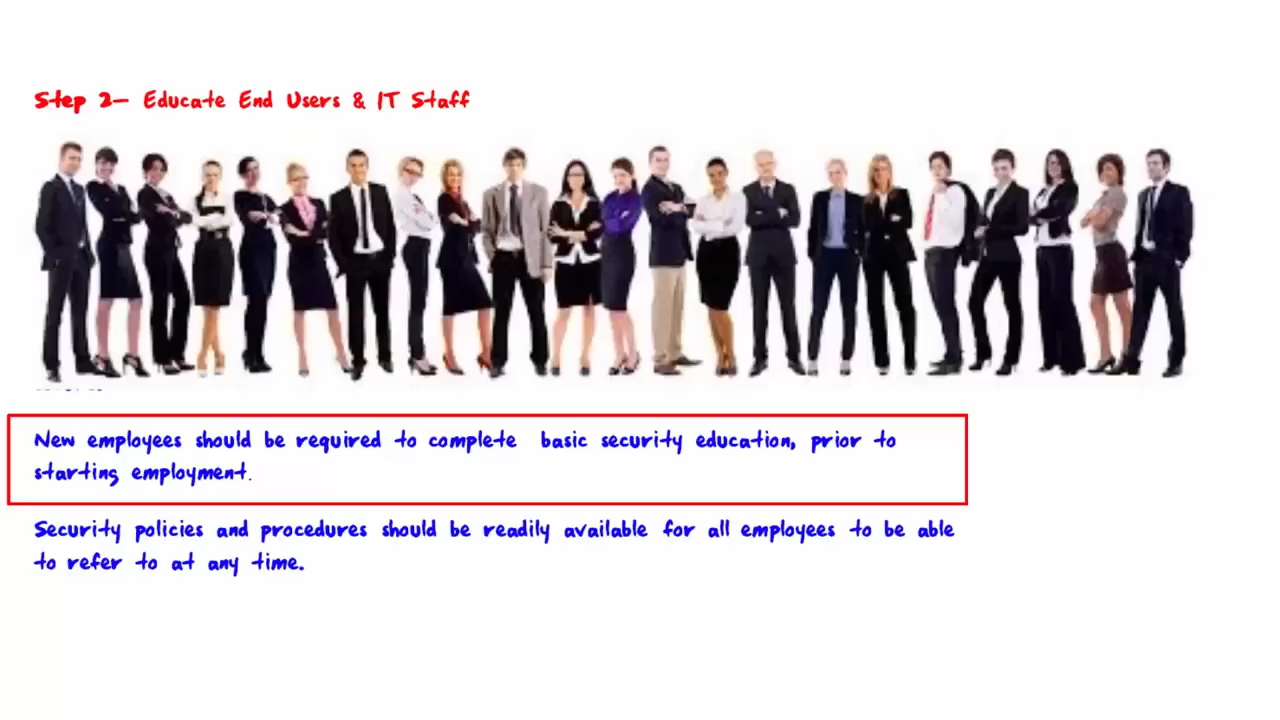 Step 2- Educate End Users & IT Staff
New employees should be required to complete basic security education, prior to
starting employment.
Security policies and procedures should be readily available for all employees to be able
to refer to at any time.